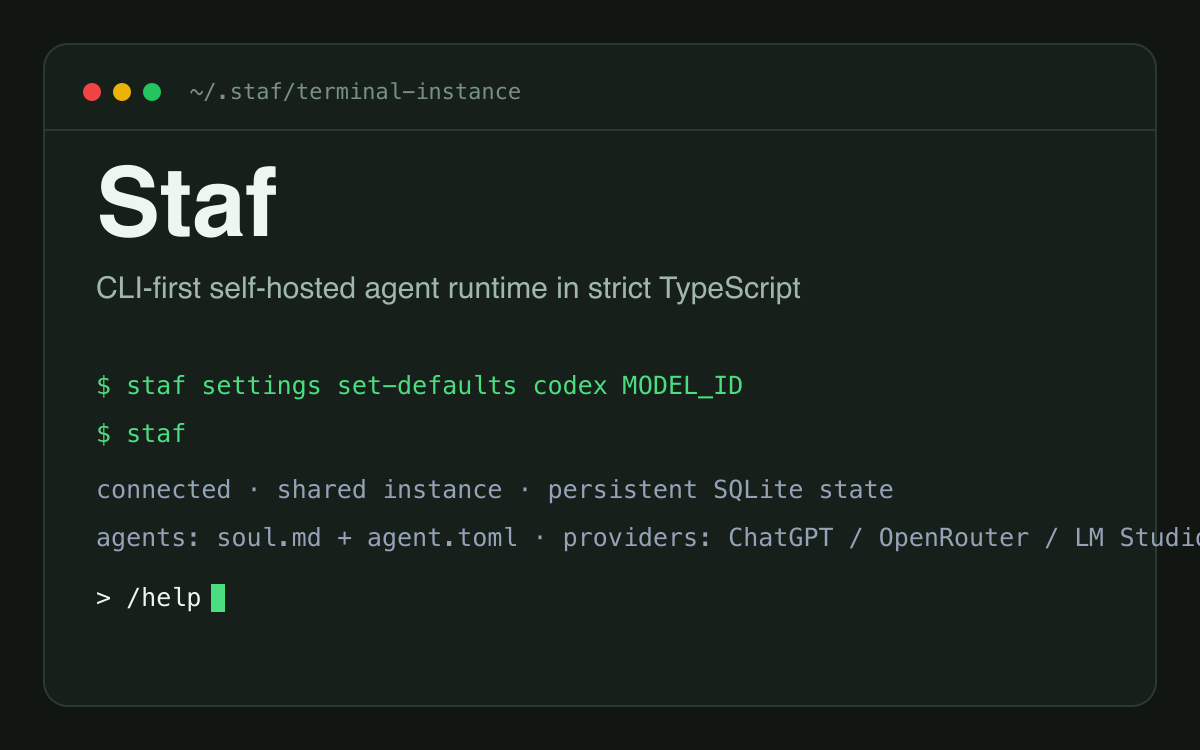 ~/.staf/terminal-instance
Staf
CLI-first self-hosted agent runtime in strict TypeScript
$ staf settings set-defaults codex MODEL_ID
$ staf
connected · shared instance · persistent SQLite state
agents: soul.md + agent.toml · providers: ChatGPT / OpenRouter / LM Studio
> /help